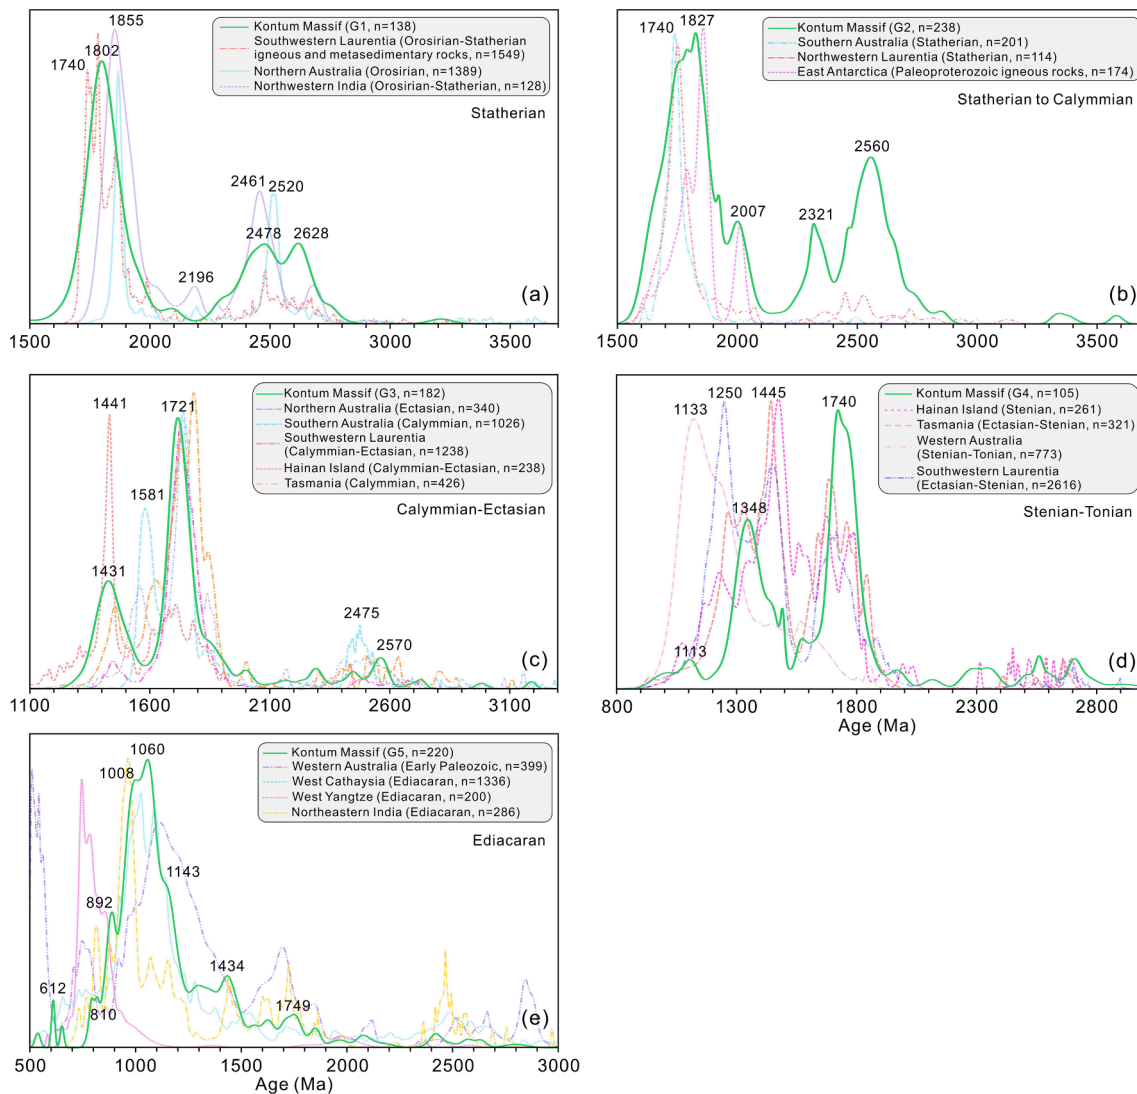 1855
1802
1740
2461
2520
2478
2628
2196
Kontum Massif (G1, n=138)
Southwestern Laurentia (Orosirian-Statherian
igneous and metasedimentary rocks, n=1549)
Northern Australia (Orosirian, n=1389)
Northwestern India (Orosirian-Statherian, n=128)
Statherian
(a)
1500 2000 2500 3000 3500
1740
1827
2007
2321
2560
Kontum Massif (G2, n=238)
Southern Australia (Statherian, n=201)
Northwestern Laurentia (Statherian, n=114)
East Antarctica (Paleoproterozoic igneous rocks, n=174)
Statherian to Calymmian
(b)
1500 2000 2500 3000 3500
1441
1721
1581
1431
2475
2570
Kontum Massif (G3, n=182)
Northern Australia (Ectasian, n=340)
Southern Australia (Calymmian, n=1026)
Southwestern Laurentia
(Calymmian-Ectasian, n=1238)
Hainan Island (Calymmian-Ectasian, n=238)
Tasmania (Calymmian, n=426)
Calymmian-Ectasian
(c)
1100 1600 2100 2600 3100
1133
1250
1445
1740
1348
1113
Kontum Massif (G4, n=105)
Hainan Island (Stenian, n=261)
Tasmania (Ectasian-Stenian, n=321)
Western Australia
(Stenian-Tonian, n=773)
Southwestern Laurentia
(Ectasian-Stenian, n=2616)
Stenian-Tonian
(d)
800 1300 1800 2300 2800
Age (Ma)
1060
1008
1143
892
612
810
1434
1749
Kontum Massif (G5, n=220)
Western Australia (Early Paleozoic, n=399)
West Cathaysia (Ediacaran, n=1336)
West Yangtze (Ediacaran, n=200)
Northeastern India (Ediacaran, n=286)
Ediacaran
(e)
500 1000 1500 2000 2500 3000
Age (Ma)